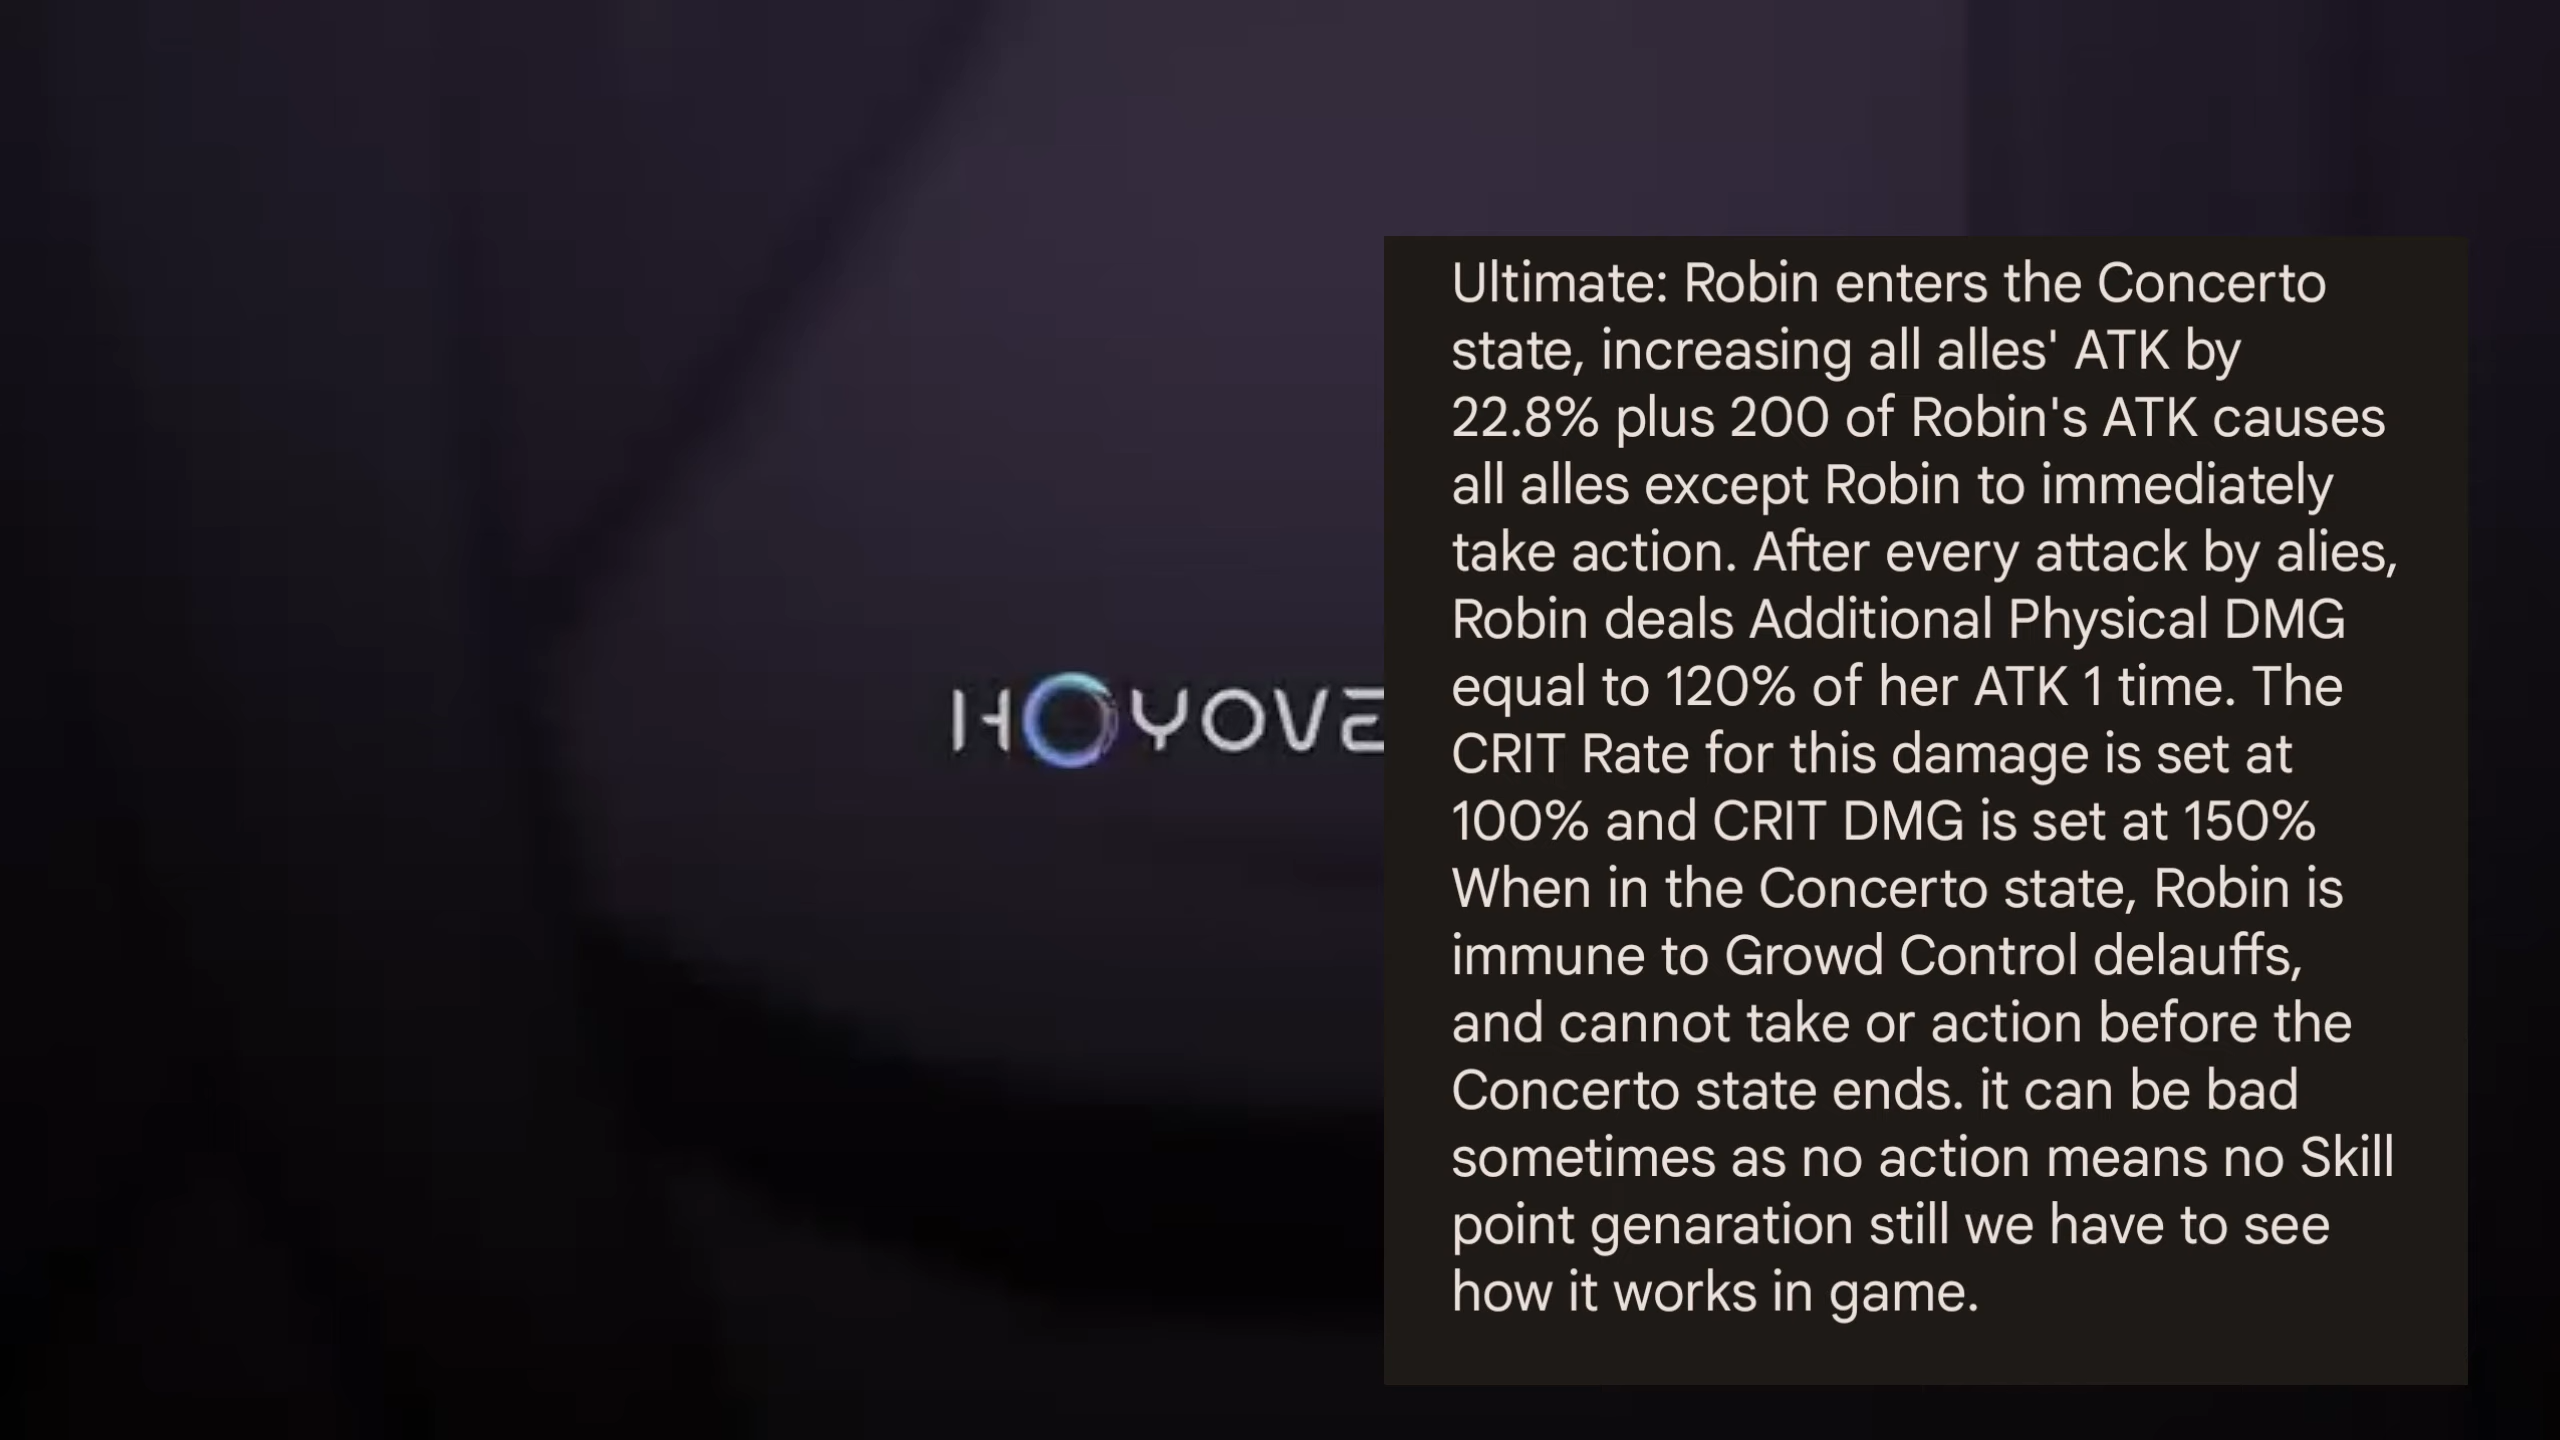 HOYOVE
Ultimate: Robin enters the Concerto
state, increasing all alles' ATK by
22.8% plus 200 of Robin's ATK causes
all alles except Robin to immediately
take action. After every attack by alies,
Robin deals Additional Physical DMG
equal to 120% of her ATK 1 time. The
CRIT Rate for this damage is set at
100% and CRIT DMG is set at 150%
When in the Concerto state, Robin is
immune to Growd Control delauffs,
and cannot take or action before the
Concerto state ends. it can be bad
sometimes as no action means no Skill
point genaration still we have to see
how it works in game.